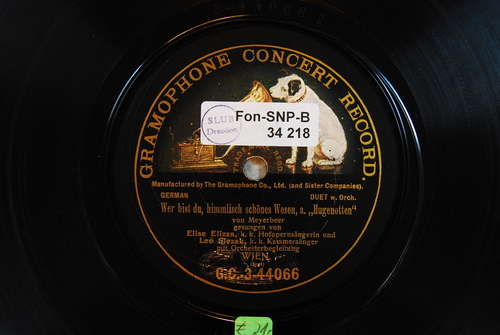 3-44066
GRAMOPHONE CONCERT RECORD.
SLUB
Dresden
Fon-SNP-B
34 218
Manufactured by The Gramophone Co., Ltd. (and Sister Companies).
GERMAN DUET w. Orch.
Wer bist du, himmlisch schönes Wesen, a. „Hugenotten"
von Meyerbeer
gesungen von
Elise Elizza, k. k. Hofopernsängerin und
Leo Slezak, k. k. Kammersänger
mit Orchesterbegleitung
WIEN
G.C.-3-44066